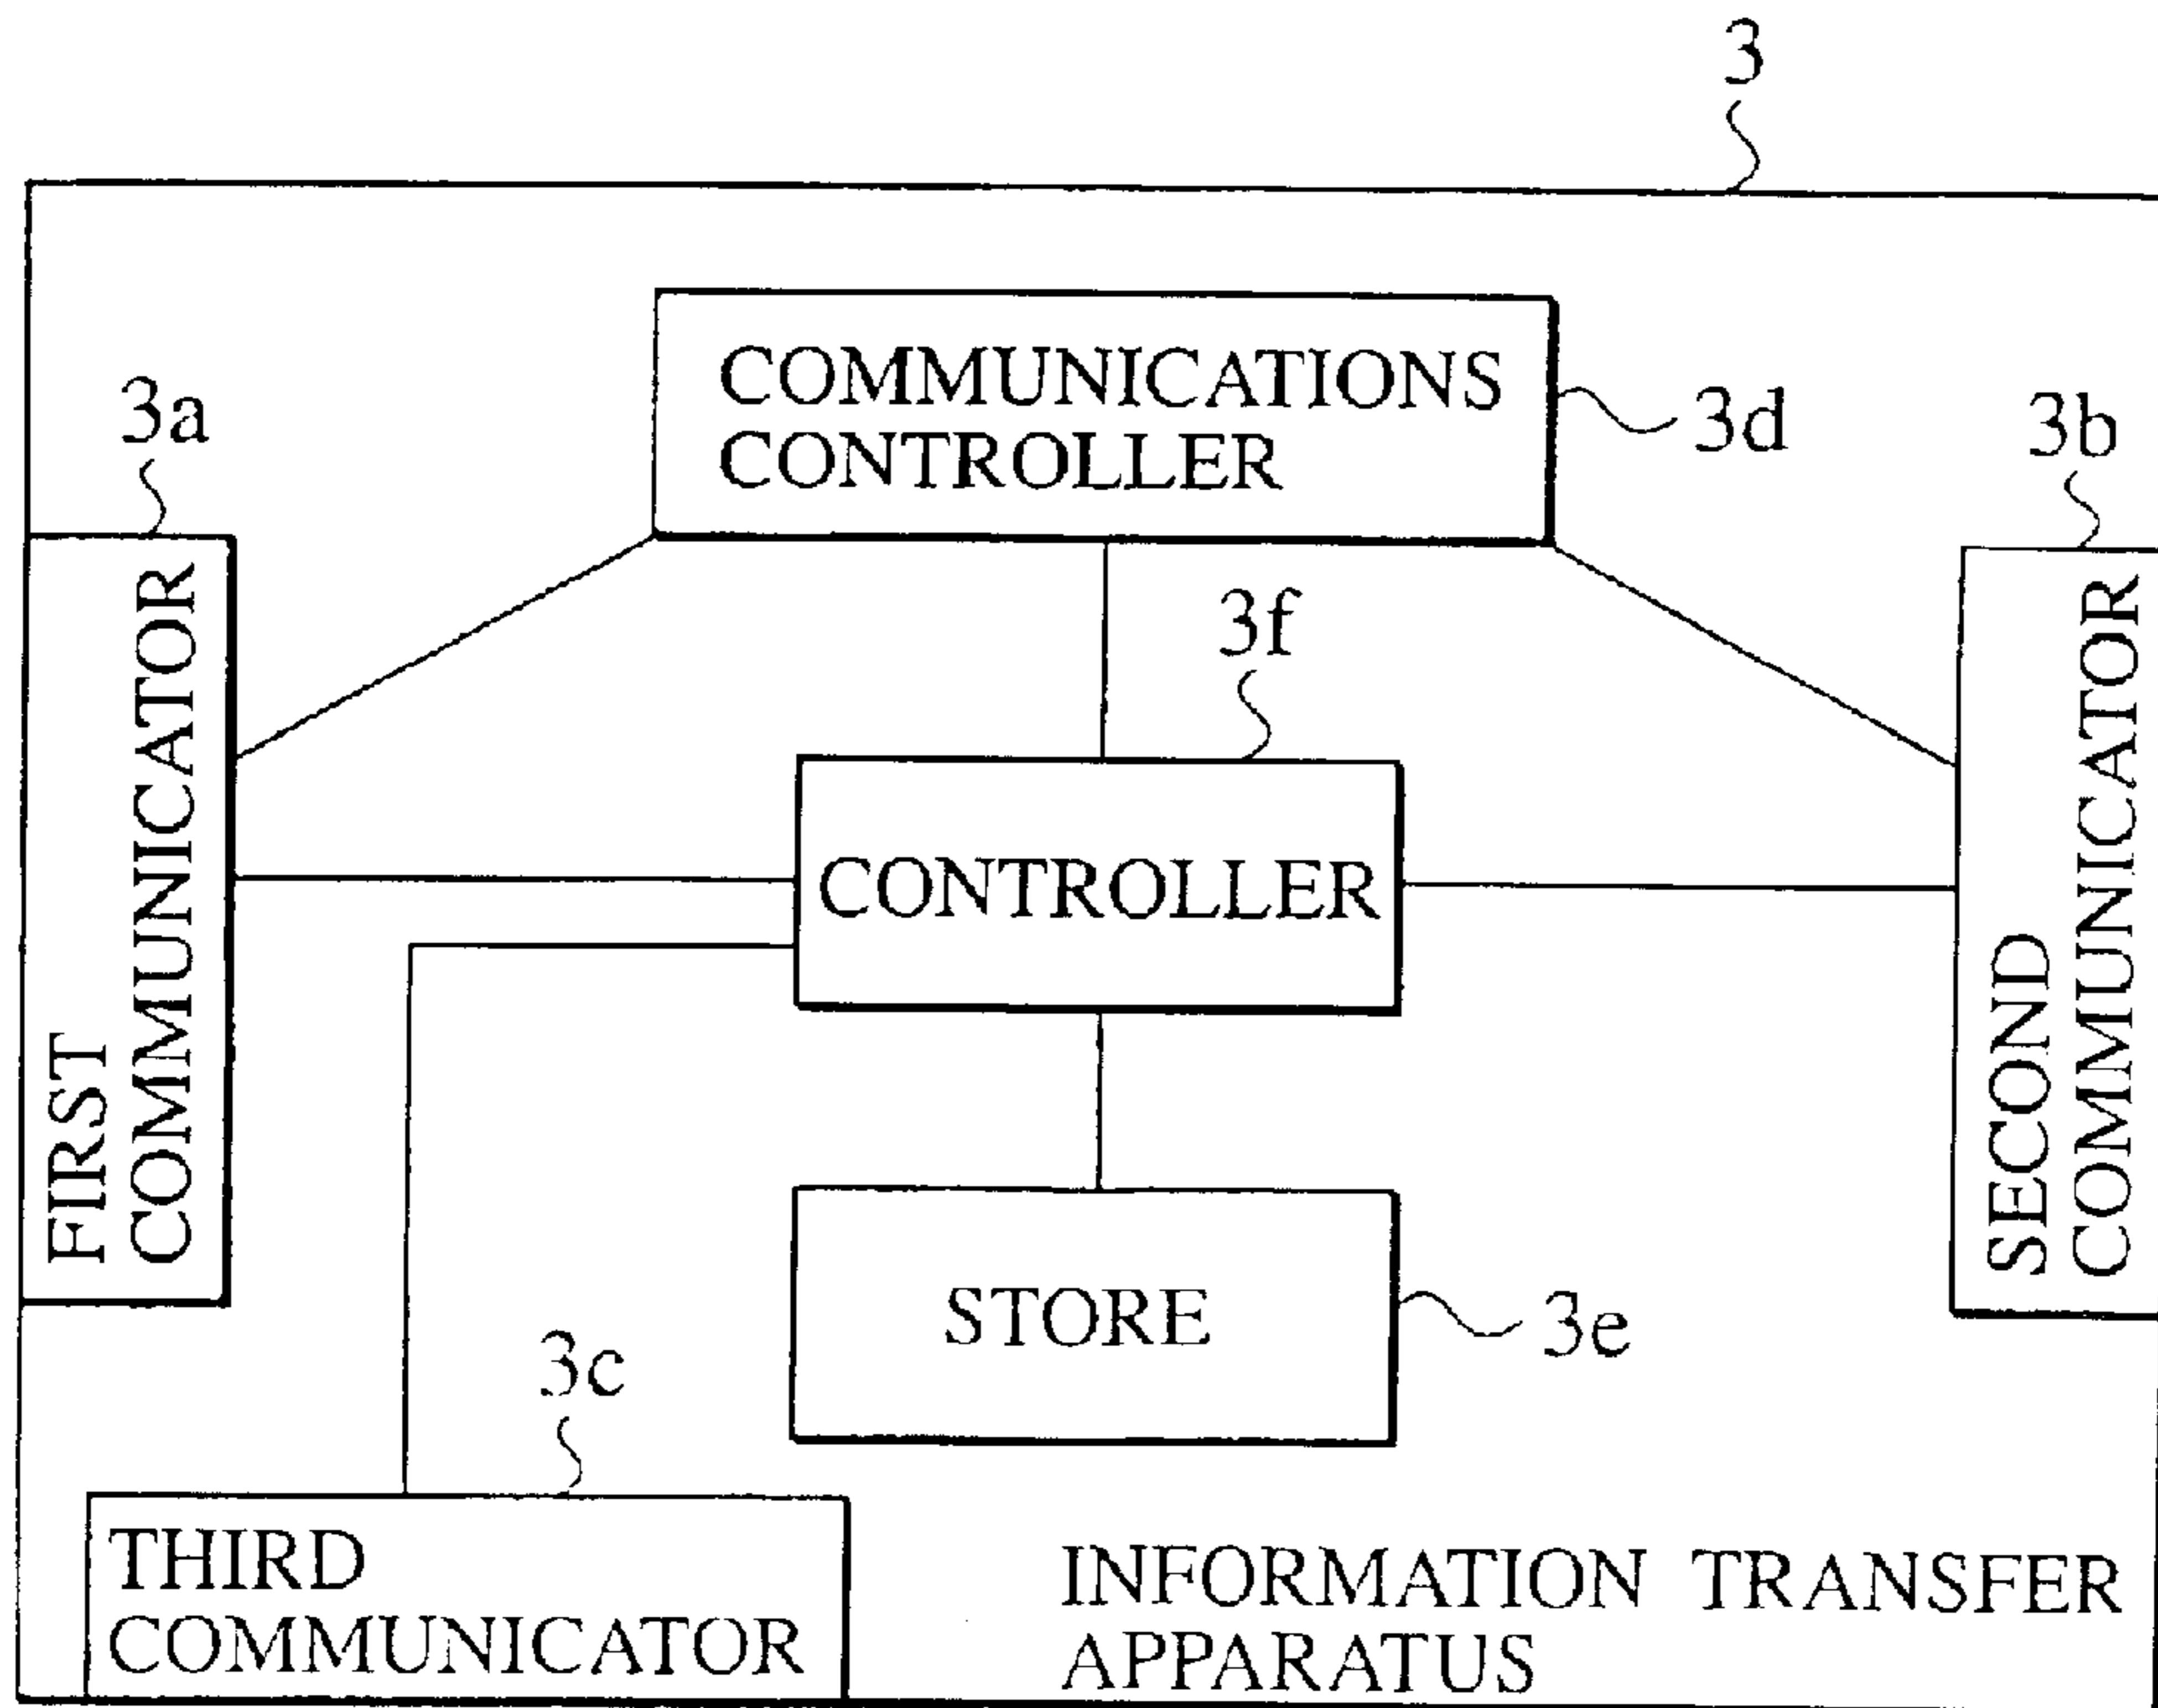 3
COMMUNICATIONS
CONTROLLER
3d
3a
3b
FIRST
COMMUNICATOR
3f
CONTROLLER
SECOND
COMMUNICATOR
STORE
3e
3c
THIRD
COMMUNICATOR
INFORMATION TRANSFER
APPARATUS